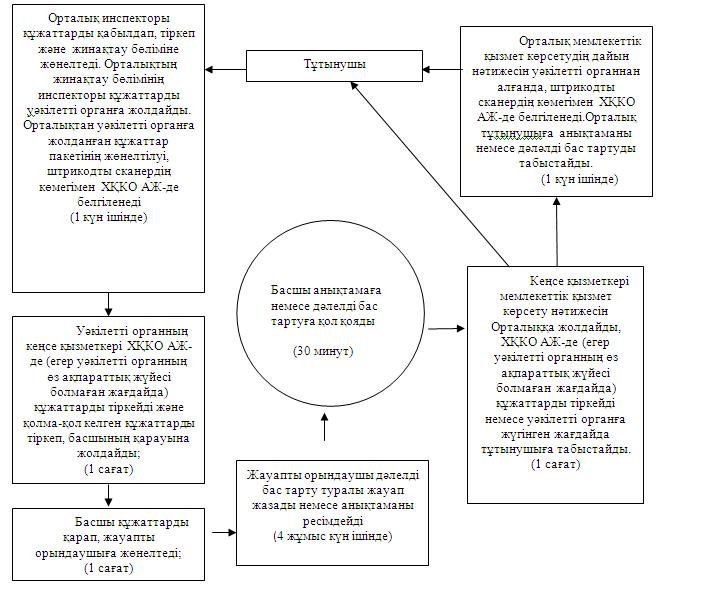 Орталық инспекторы
құжаттарды қабылдап, тіркеп
және жинақтау бөліміне
жөнелтеді. Орталықтың
жинақтау бөлімінің
инспекторы құжаттарды
уәкілетті органға жолдайды.
Орталықтан уәкілетті органға
жолданған құжаттар
пакетінің жөнелтілуі,
штрихкодты сканердің
көмегімен ХҚКО АЖ-де
белгіленеді
(1 күн ішінде)
Тұтынушы
Орталық мемлекеттік
қызмет көрсетудің дайын
нәтижесін уәкілетті органнан
алғанда, штрихкодты
сканердің көмегімен ХҚКО
АЖ-де белгіленеді.Орталық
тұтынушыға анықтаманы
немесе дәлелді бас тартуды
табыстайды.
(1 күн ішінде)
Басшы анықтамаға
немесе дәлелді бас
тартуға қол қояды
(30 минут)
Кеңсе қызметкері
мемлекеттік қызмет
көрсету нәтижесін
Орталыққа жолдайды,
ХҚКО АЖ-де (егер
уәкілетті органның өз
ақпараттық жүйесі
болмаған жағдайда)
құжаттарды тіркейді
немесе уәкілетті органға
жүгінген жағдайда
тұтынушыға табыстайды.
(1 сағат)
Уәкілетті органның
кеңсе қызметкері ХҚКО АЖ-
де (егер уәкілетті органның
өз ақпараттық жүйесі
болмаған жағдайда)
құжаттарды тіркейді және
қолма-қол келген құжаттарды
тіркеп, басшының қарауына
жолдайды;
(1 сағат)
Жауапты орындаушы дәлелді
бас тарту туралы жауап
жазады немесе анықтаманы
ресімдейді
(4 жұмыс күн ішінде)
Басшы құжаттарды
қарап, жауапты
орындаушыға жөнелтеді;
(1 сағат)